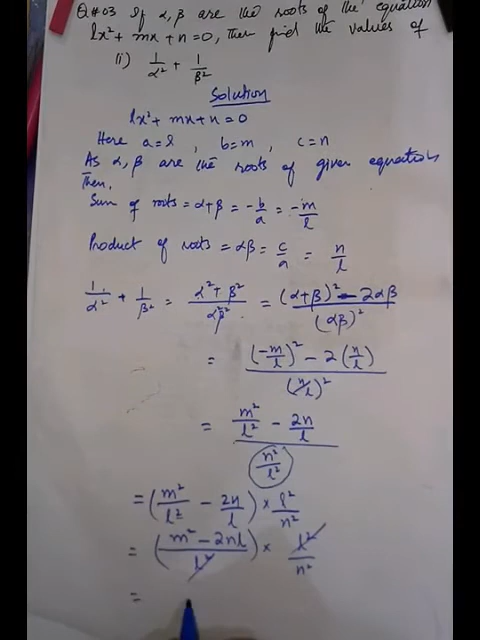 Q#03 If α, β are the roots of the equation
lx² + mx + n = 0, then find the values of
ii) 1/α² + 1/β²
Solution
lx² + mx + n = 0
Here a = l , b = m , c = n
As α, β are the roots of given equation
Then,
Sum of roots = α+β = -b/a = -m/l
Product of roots = αβ = c/a = n/l
1/α² + 1/β² = (α² + β²)/(α²β²) = ((α+β)² - 2αβ)/(αβ)²
= ((-m/l)² - 2(n/l))/(n/l)²
= (m²/l² - 2n/l)/(n²/l²)
= (m²/l² - 2n/l) × l²/n²
= ((m² - 2nl)/l²) × l²/n²
=